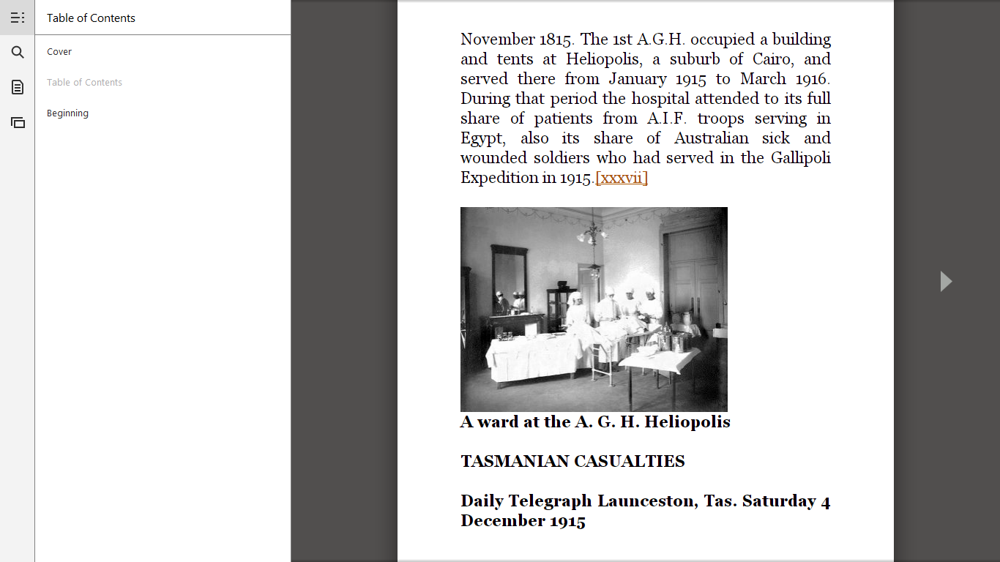 Table of Contents
Cover
Table of Contents
Beginning
November 1815. The 1st A.G.H. occupied a building
and tents at Heliopolis, a suburb of Cairo, and
served there from January 1915 to March 1916.
During that period the hospital attended to its full
share of patients from A.I.F. troops serving in
Egypt, also its share of Australian sick and
wounded soldiers who had served in the Gallipoli
Expedition in 1915.[xxxvii]
A ward at the A. G. H. Heliopolis
TASMANIAN CASUALTIES
Daily Telegraph Launceston, Tas. Saturday 4
December 1915